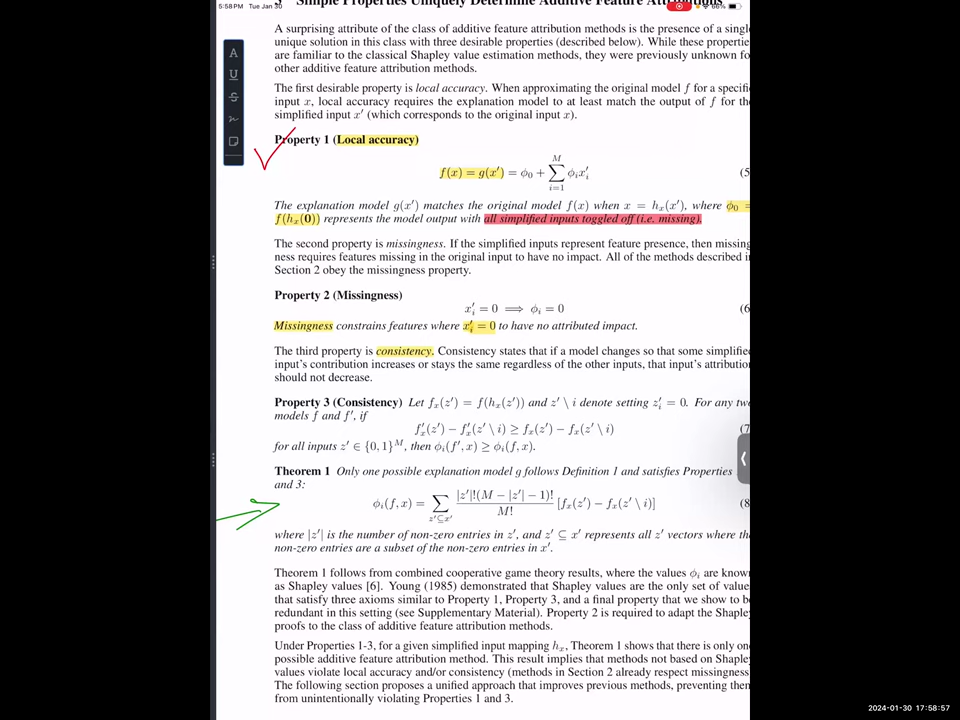 5:58PM Tue Jan 30
66%
Simple Properties Uniquely Determine Additive Feature Attributions
A surprising attribute of the class of additive feature attribution methods is the presence of a singl
unique solution in this class with three desirable properties (described below). While these propertie
are familiar to the classical Shapley value estimation methods, they were previously unknown fo
other additive feature attribution methods.
The first desirable property is local accuracy. When approximating the original model f for a specifi
input x, local accuracy requires the explanation model to at least match the output of f for the
simplified input x′ (which corresponds to the original input x).
Property 1 (Local accuracy)
f(x) = g(x′) = ϕ₀ + ∑_{i=1}^{M} ϕᵢx′ᵢ (5
The explanation model g(x′) matches the original model f(x) when x = hₓ(x′), where ϕ₀ =
f(hₓ(0)) represents the model output with all simplified inputs toggled off (i.e. missing).
The second property is missingness. If the simplified inputs represent feature presence, then missing
ness requires features missing in the original input to have no impact. All of the methods described i
Section 2 obey the missingness property.
Property 2 (Missingness)
x′ᵢ = 0 ⟹ ϕᵢ = 0 (6
Missingness constrains features where x′ᵢ = 0 to have no attributed impact.
The third property is consistency. Consistency states that if a model changes so that some simplified
input's contribution increases or stays the same regardless of the other inputs, that input's attribution
should not decrease.
Property 3 (Consistency) Let fₓ(z′) = f(hₓ(z′)) and z′ \ i denote setting z′ᵢ = 0. For any two
models f and f′, if
f′ₓ(z′) − f′ₓ(z′ \ i) ≥ fₓ(z′) − fₓ(z′ \ i) (7
for all inputs z′ ∈ {0, 1}ᴹ, then ϕᵢ(f′, x) ≥ ϕᵢ(f, x).
Theorem 1 Only one possible explanation model g follows Definition 1 and satisfies Properties
and 3:
ϕᵢ(f, x) = ∑_{z′⊆x′} |z′|!(M − |z′| − 1)! / M! [fₓ(z′) − fₓ(z′ \ i)] (8
where |z′| is the number of non-zero entries in z′, and z′ ⊆ x′ represents all z′ vectors where the
non-zero entries are a subset of the non-zero entries in x′.
Theorem 1 follows from combined cooperative game theory results, where the values ϕᵢ are known
as Shapley values [6]. Young (1985) demonstrated that Shapley values are the only set of value
that satisfy three axioms similar to Property 1, Property 3, and a final property that we show to be
redundant in this setting (see Supplementary Material). Property 2 is required to adapt the Shaple
proofs to the class of additive feature attribution methods.
Under Properties 1-3, for a given simplified input mapping hₓ, Theorem 1 shows that there is only on
possible additive feature attribution method. This result implies that methods not based on Shaple
values violate local accuracy and/or consistency (methods in Section 2 already respect missingness
The following section proposes a unified approach that improves previous methods, preventing them
from unintentionally violating Properties 1 and 3.
2024-01-30 17:58:57